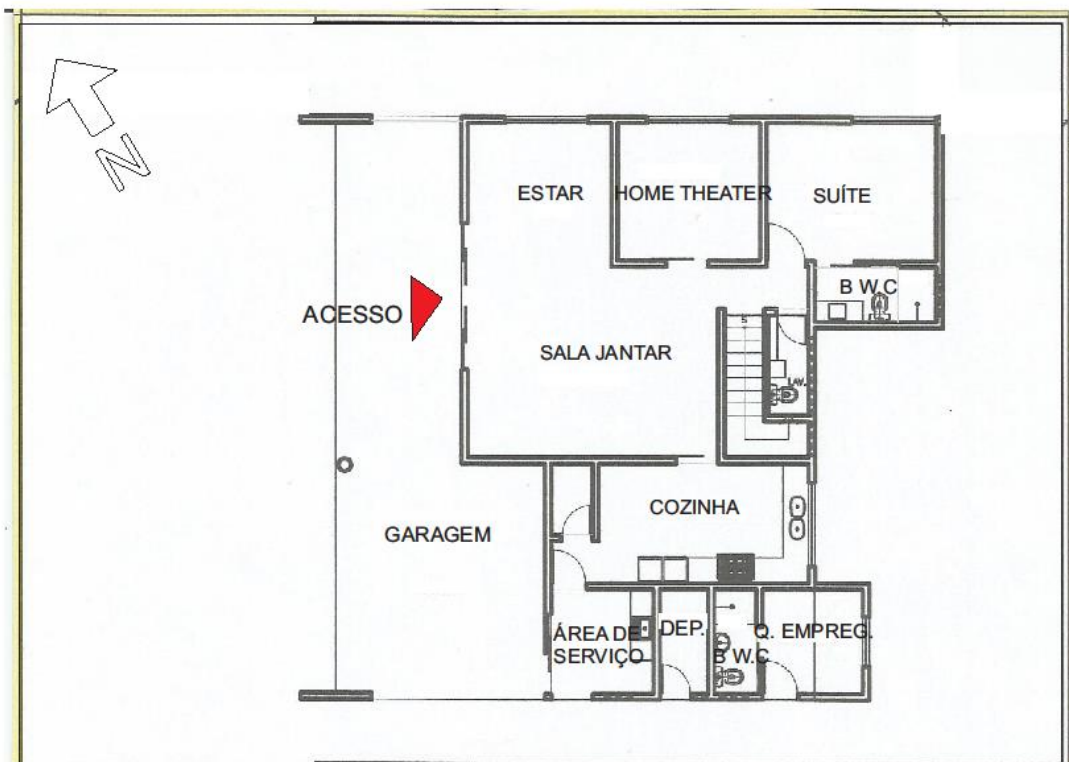 N
ESTAR
HOME THEATER
SUÍTE
B W.C
ACESSO
S
SALA JANTAR
LAV.
COZINHA
GARAGEM
ÁREA DE
SERVIÇO
DEP.
B W.C
Q. EMPREG.